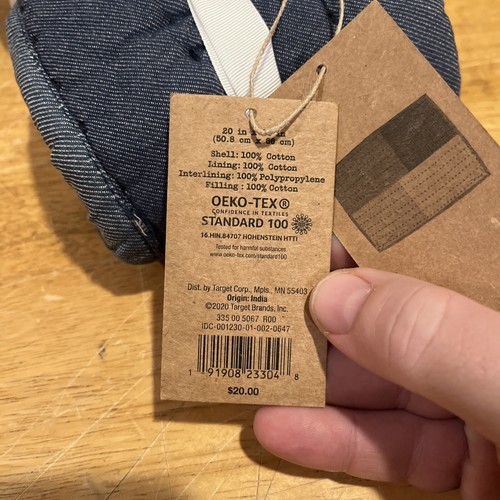 20 in
(50.8 cm x cm)
Shell: 100% Cotton
Lining: 100% Cotton
Interlining: 100% Polypropylene
Filling : 100% Cotton
OEKO-TEX®
CONFIDENCE IN TEXTILES
STANDARD 100
16.HIN.84707 HOHENSTEIN HTTI
Tested for harmful substances
www.oeko-tex.com/standard100
Dist. by Target Corp., Mpls., MN 55403
Origin: India
©2020 Target Brands, Inc.
335 00 5067 R00
IDC-001230-01-002-0647
1 91908 23304 8
$20.00